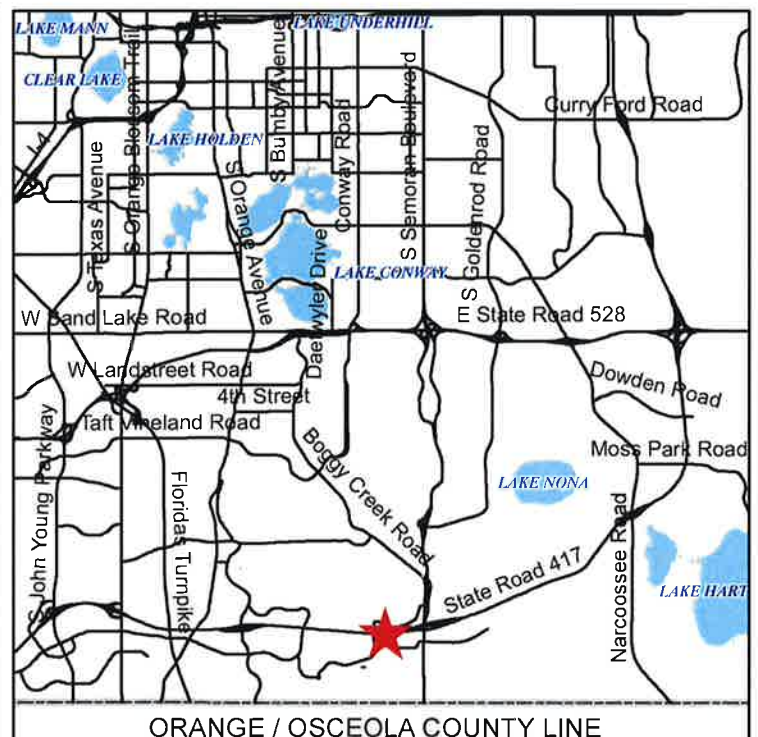 LAKE MANN
LAKE UNDERHILL
CLEAR LAKE
S Orange Blossom Trail
S Bumby Avenue
Conway Road
S Semoran Boulevard
Curry Ford Road
I-4
LAKE HOLDEN
S Texas Avenue
S Orange Avenue
S Goldenrod Road
LAKE CONWAY
Daetwyler Drive
W Sand Lake Road
E State Road 528
W Landstreet Road
4th Street
Dowden Road
Taft Vineland Road
Moss Park Road
Boggy Creek Road
LAKE NONA
S John Young Parkway
Floridas Turnpike
Narcoossee Road
State Road 417
LAKE HART
ORANGE / OSCEOLA COUNTY LINE